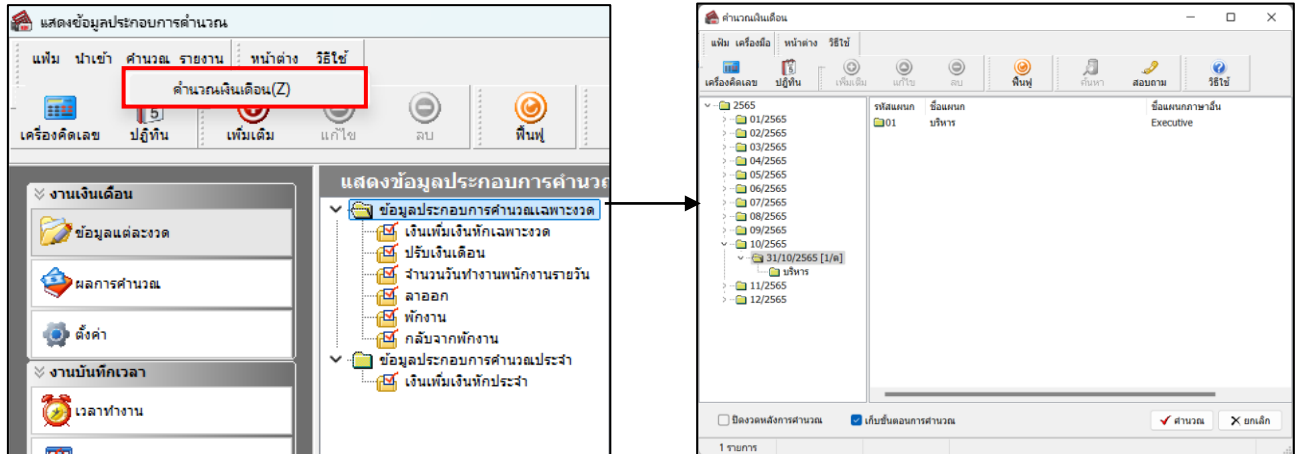 แสดงข้อมูลประกอบการคำนวณ
แฟ้ม นำเข้า คำนวณ รายงาน หน้าต่าง วิธีใช้
คำนวณเงินเดือน(Z)
เครื่องคิดเลข ปฏิทิน เพิ่มเติม แก้ไข ลบ ฟื้นฟู
งานเงินเดือน
ข้อมูลแต่ละงวด
ผลการคำนวณ
ตั้งค่า
งานบันทึกเวลา
เวลาทำงาน
แสดงข้อมูลประกอบการคำนวณ
ข้อมูลประกอบการคำนวณเฉพาะงวด
เงินเพิ่มเงินหักเฉพาะงวด
ปรับเงินเดือน
จำนวนวันทำงานพนักงานรายวัน
ลาออก
พักงาน
กลับจากพักงาน
ข้อมูลประกอบการคำนวณประจำ
เงินเพิ่มเงินหักประจำ
คำนวณเงินเดือน
แฟ้ม เครื่องมือ หน้าต่าง วิธีใช้
เครื่องคิดเลข ปฏิทิน เพิ่มเติม แก้ไข ลบ ฟื้นฟู ค้นหา สอบถาม วิธีใช้
2565
01/2565
02/2565
03/2565
04/2565
05/2565
06/2565
07/2565
08/2565
09/2565
10/2565
31/10/2565 [1/ด]
บริหาร
11/2565
12/2565
รหัสแผนก ชื่อแผนก ชื่อแผนกภาษาอื่น
01 บริหาร Executive
ปิดงวดหลังการคำนวณ เก็บขั้นตอนการคำนวณ คำนวณ ยกเลิก
1 รายการ